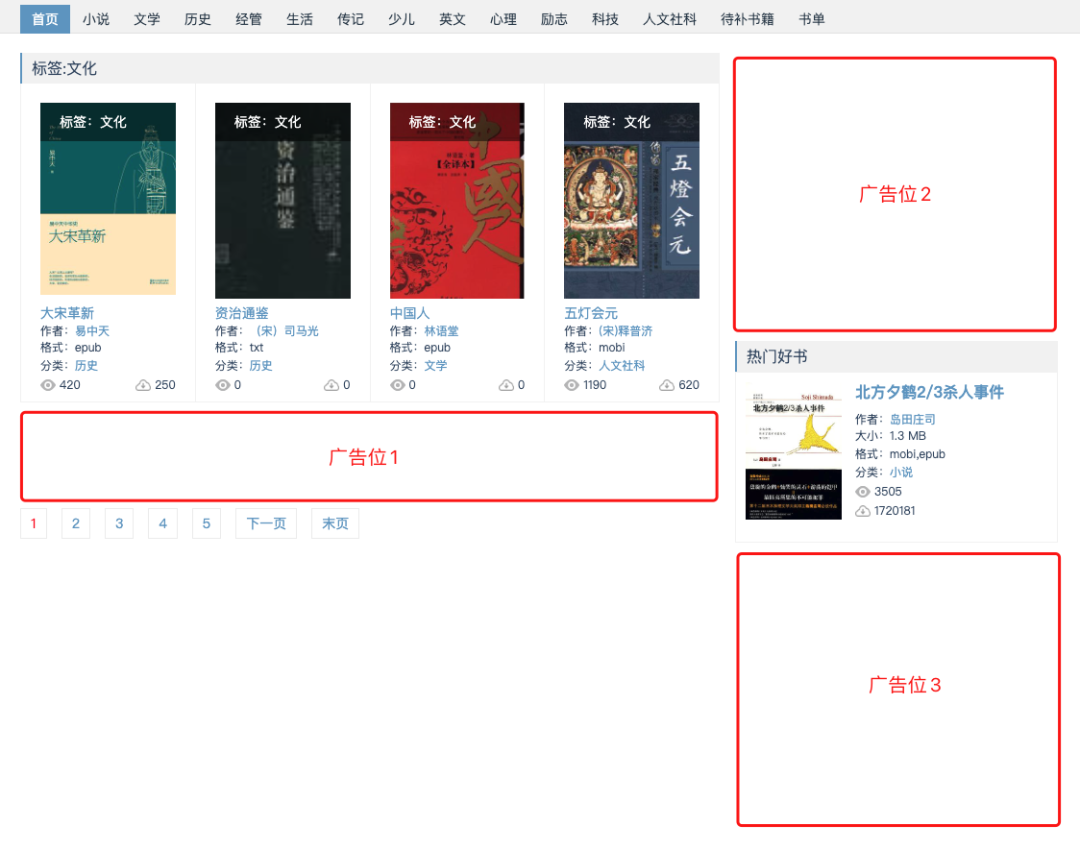 首页 小说 文学 历史 经管 生活 传记 少儿 英文 心理 励志 科技 人文社科 待补书籍 书单
标签:文化
标签：文化
易中天
大宋革新
大宋革新
作者：易中天
格式：epub
分类：历史
420 250
标签：文化
资治通鉴
资治通鉴
作者：（宋）司马光
格式：txt
分类：历史
0 0
标签：文化
【全译本】
中國人
中国人
作者：林语堂
格式：epub
分类：文学
0 0
标签：文化
五燈会元
五灯会元
作者：(宋)释普济
格式：mobi
分类：人文社科
1190 620
广告位1
1 2 3 4 5 下一页 末页
广告位2
热门好书
Soji Shimada
北方夕鹤2/3杀人事件
北方夕鹤2/3杀人事件
作者：岛田庄司
大小：1.3 MB
格式：mobi,epub
分类：小说
3505
1720181
广告位3